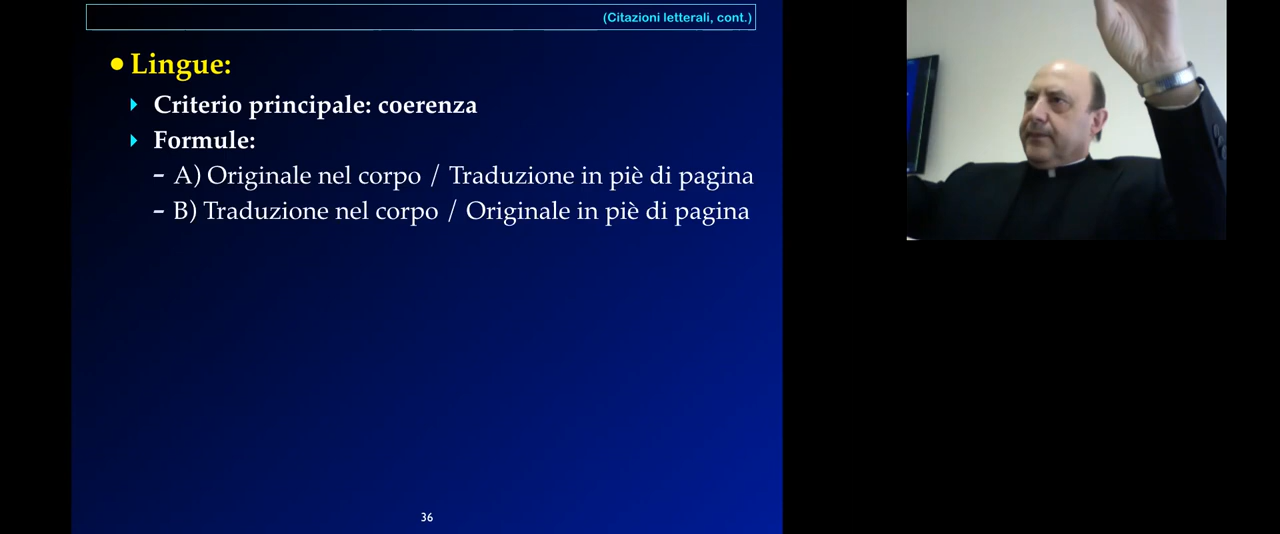 (Citazioni letterali, cont.)
• Lingue:
Criterio principale: coerenza
Formule:
- A) Originale nel corpo / Traduzione in piè di pagina
- B) Traduzione nel corpo / Originale in piè di pagina
36